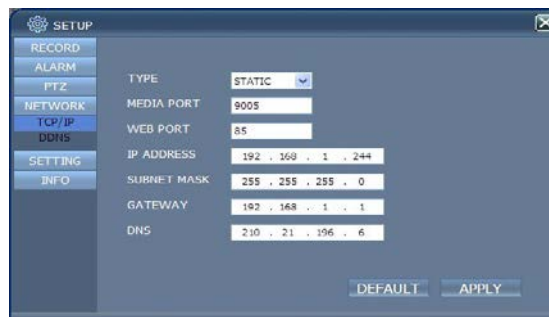 SETUP
RECORD
ALARM
PTZ
NETWORK
TCP/IP
DDNS
SETTING
INFO
TYPE STATIC
MEDIA PORT 9005
WEB PORT 85
IP ADDRESS 192 . 168 . 1 . 244
SUBNET MASK 255 . 255 . 255 . 0
GATEWAY 192 . 168 . 1 . 1
DNS 210 . 21 . 196 . 6
DEFAULT APPLY